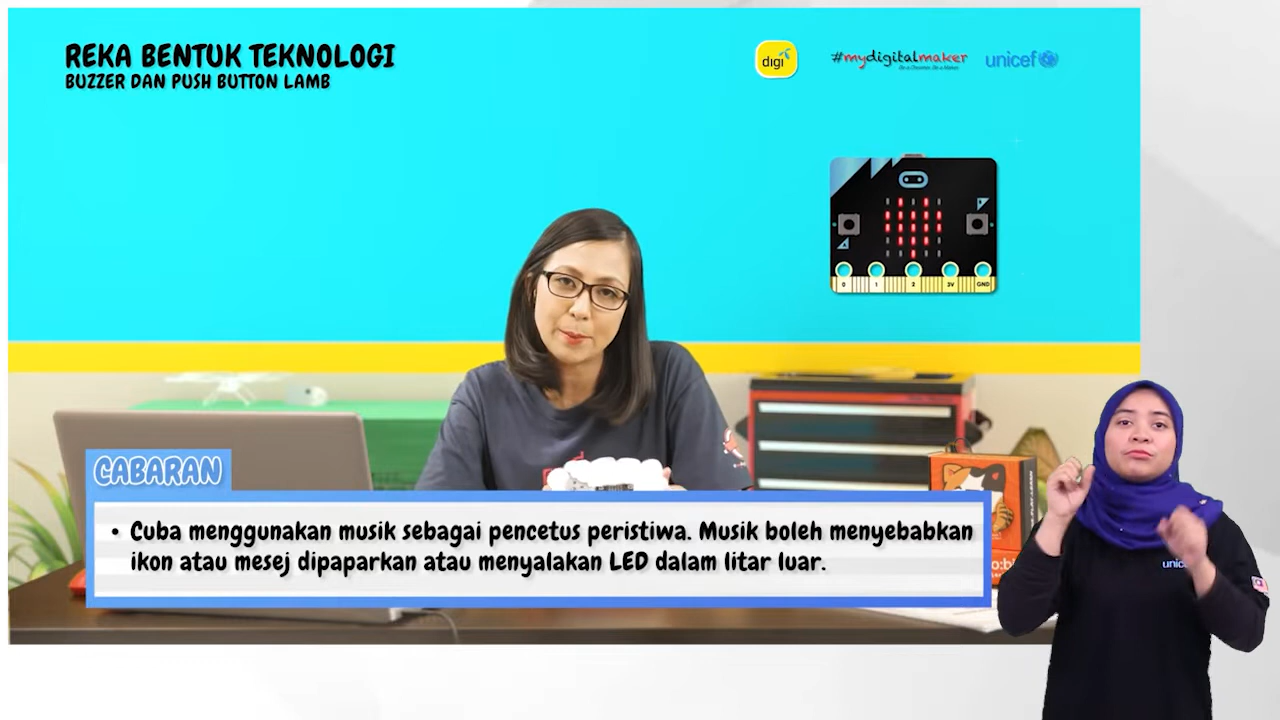 REKA BENTUK TEKNOLOGI
BUZZER DAN PUSH BUTTON LAMB
digi
#mydigitalmaker
unicef
0 1 2 3V GND
CABARAN
• Cuba menggunakan musik sebagai pencetus peristiwa. Musik boleh menyebabkan
ikon atau mesej dipaparkan atau menyalakan LED dalam litar luar.